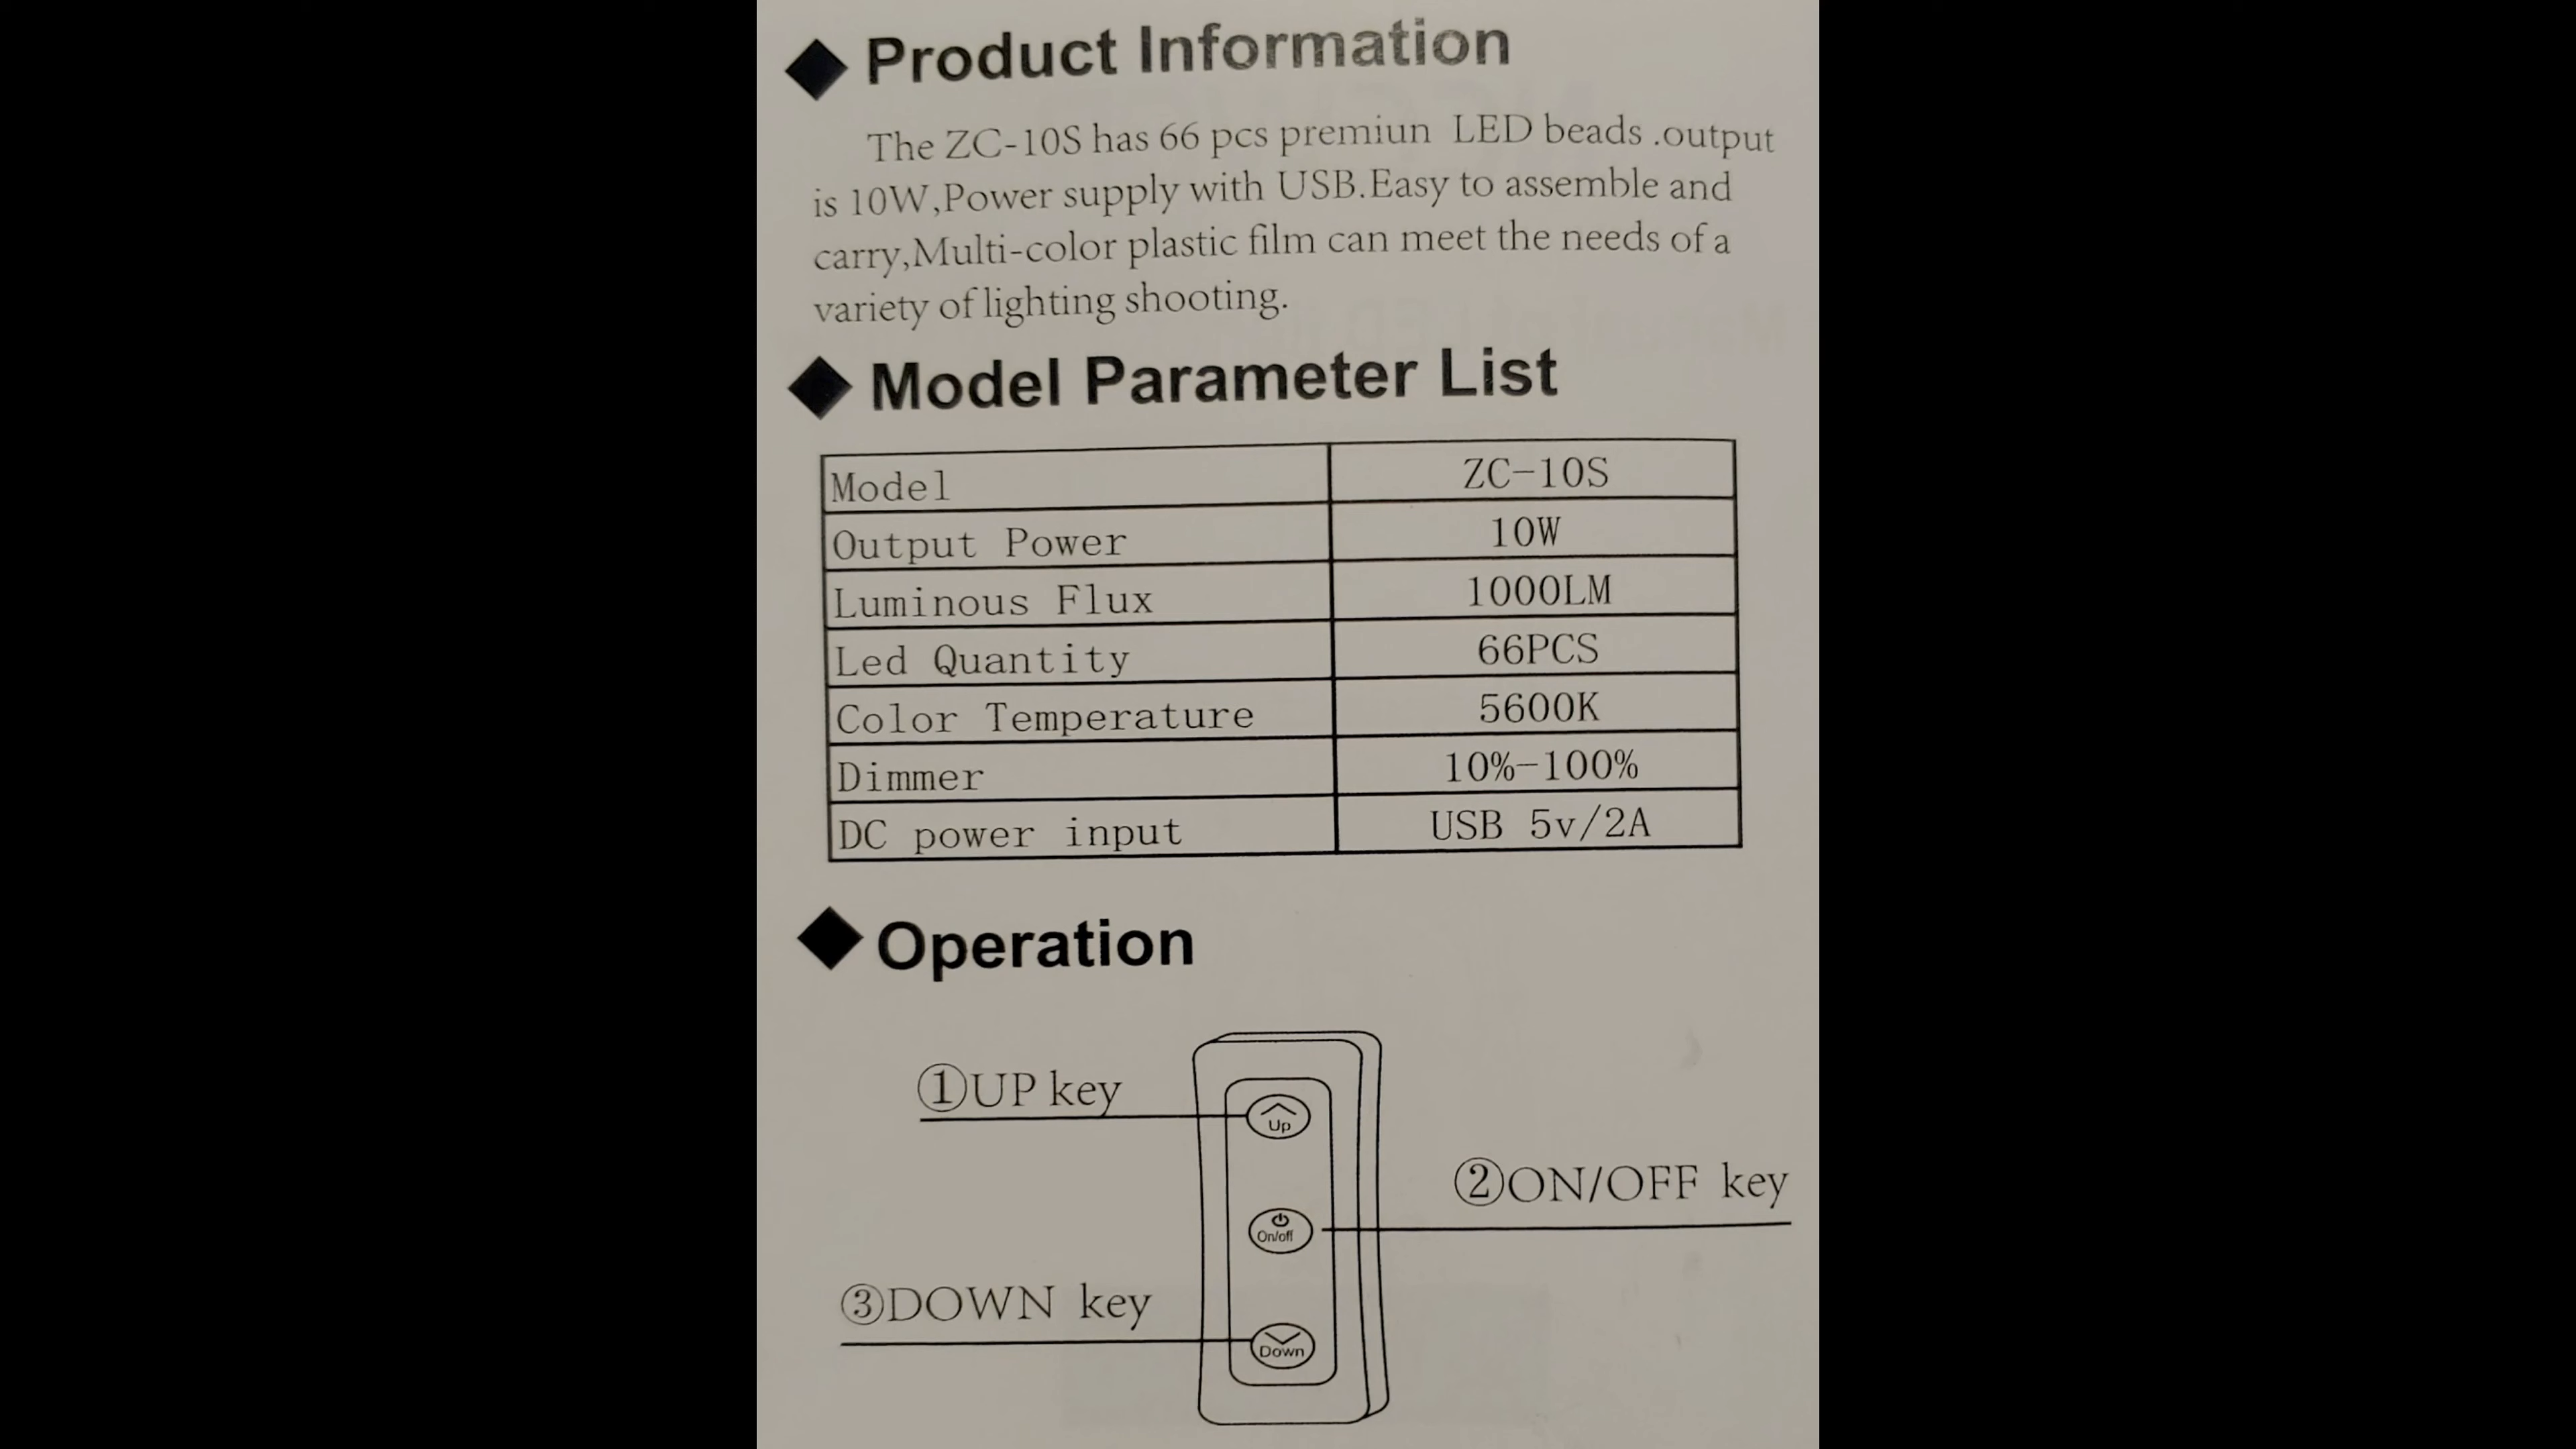 ◆ Product Information
The ZC-10S has 66 pcs premiun LED beads .output
is 10W,Power supply with USB.Easy to assemble and
carry,Multi-color plastic film can meet the needs of a
variety of lighting shooting.
◆ Model Parameter List
Model ZC-10S
Output Power 10W
Luminous Flux 1000LM
Led Quantity 66PCS
Color Temperature 5600K
Dimmer 10%-100%
DC power input USB 5v/2A
◆ Operation
①UP key
Up
②ON/OFF key
On/off
③DOWN key
Down